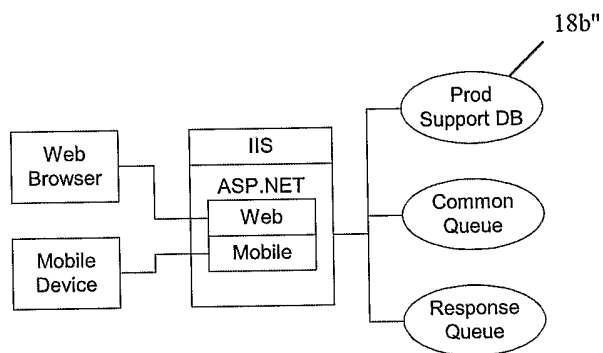 18b"
Prod
Support DB
IIS
Web
Browser
ASP.NET
Web
Common
Queue
Mobile
Mobile
Device
Response
Queue